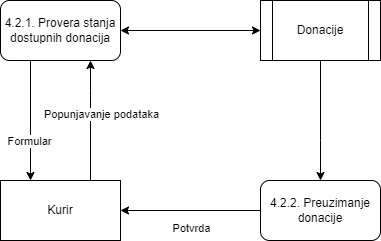 4.2.1. Provera stanja
dostupnih donacija
Donacije
Popunjavanje podataka
Formular
Kurir
Potvrda
4.2.2. Preuzimanje
donacije